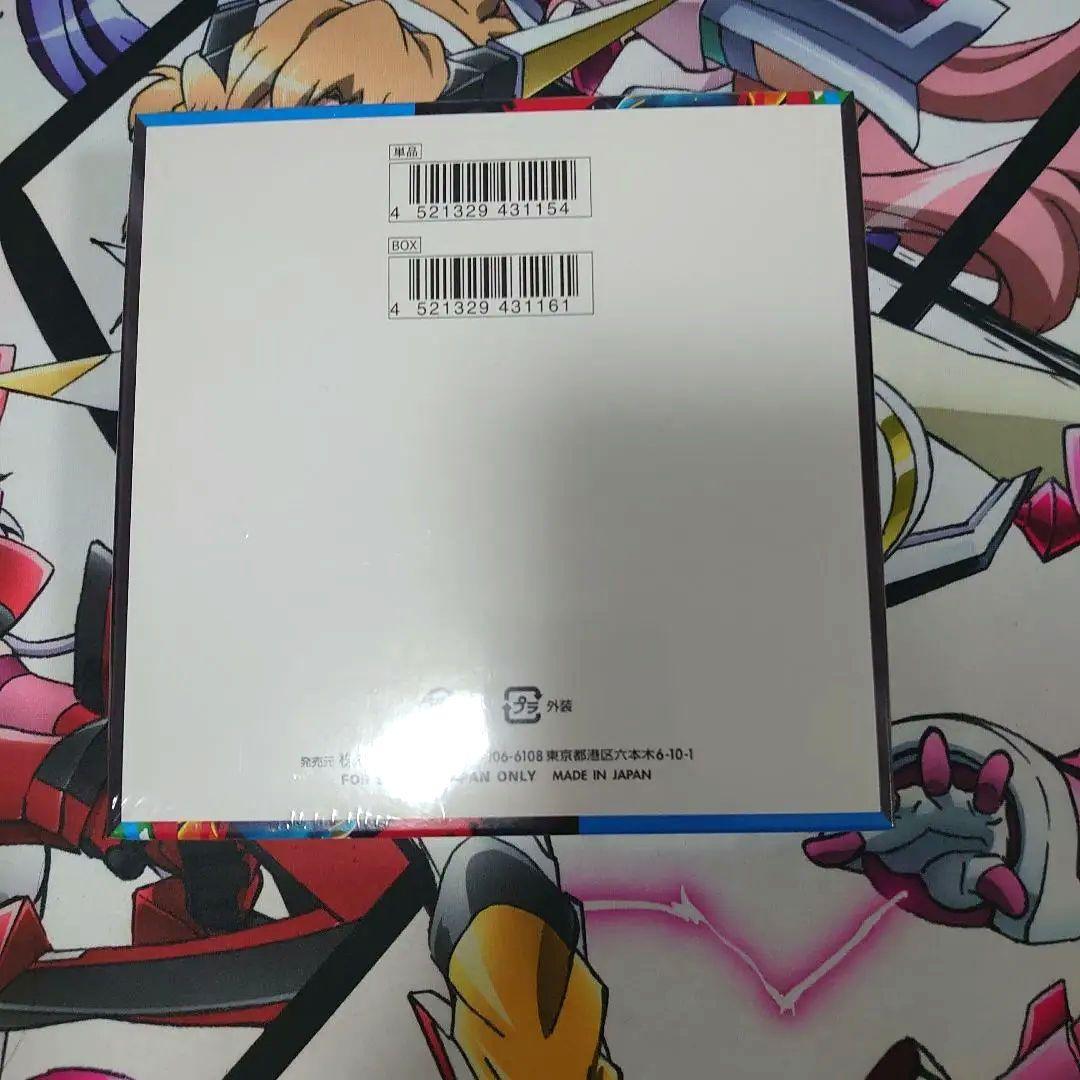 単品
4 521329 431154
BOX
4 521329 431161
プラ 外装
発売元 106-6108 東京都港区六本木6-10-1
FOR ONLY MADE IN JAPAN